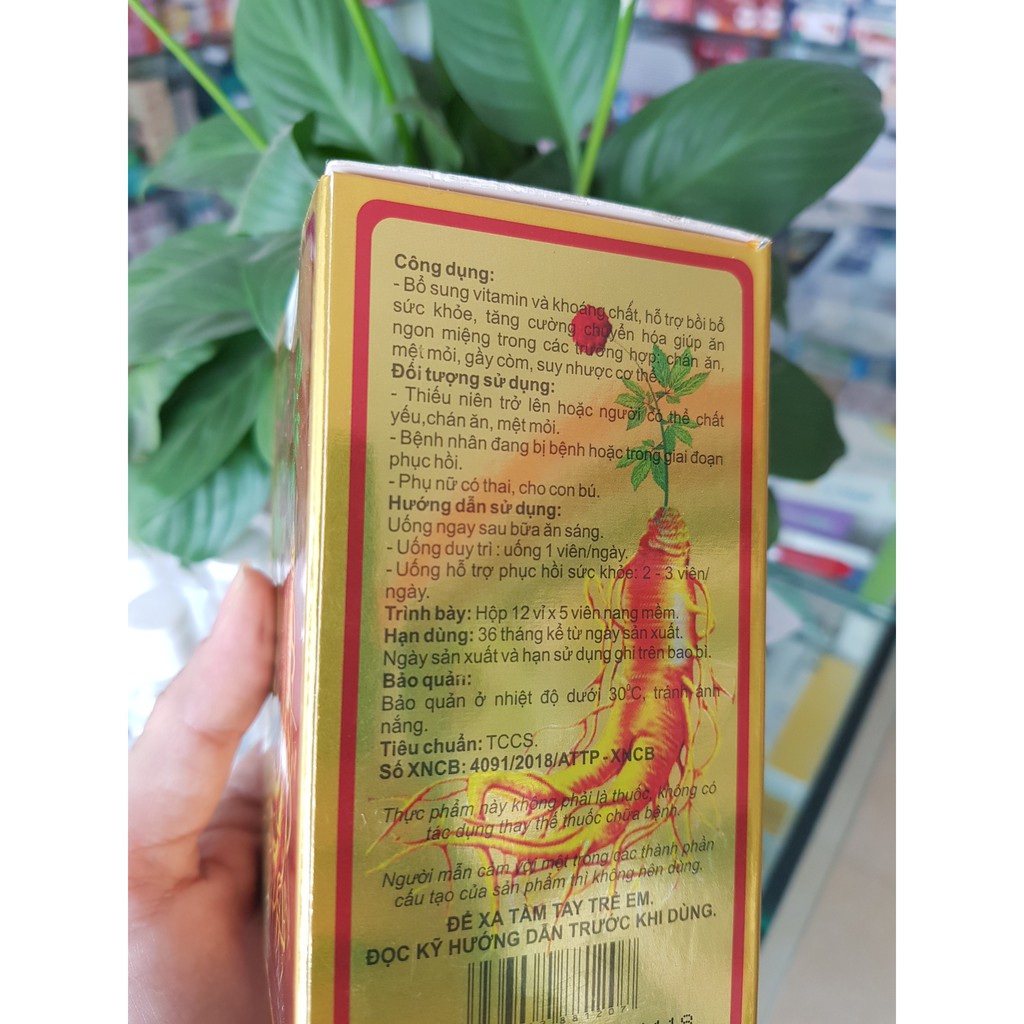 Công dụng:
- Bổ sung vitamin và khoáng chất, hỗ trợ bồi bổ
sức khỏe, tăng cường chuyển hóa giúp ăn
ngon miệng trong các trường hợp: chán ăn,
mệt mỏi, gầy còm, suy nhược cơ thể.
Đối tượng sử dụng:
- Thiếu niên trở lên hoặc người có thể chất
yếu,chán ăn, mệt mỏi.
- Bệnh nhân đang bị bệnh hoặc trong giai đoạn
phục hồi.
- Phụ nữ có thai, cho con bú.
Hướng dẫn sử dụng:
Uống ngay sau bữa ăn sáng.
- Uống duy trì : uống 1 viên/ngày.
- Uống hỗ trợ phục hồi sức khỏe: 2 - 3 viên/
ngày.
Trình bày: Hộp 12 vỉ x 5 viên nang mềm.
Hạn dùng: 36 tháng kể từ ngày sản xuất.
Ngày sản xuất và hạn sử dụng ghi trên bao bì.
Bảo quản:
Bảo quản ở nhiệt độ dưới 30°C, tránh ánh
nắng.
Tiêu chuẩn: TCCS.
Số XNCB: 4091/2018/ATTP - XNCB
Thực phẩm này không phải là thuốc, không có
tác dụng thay thế thuốc chữa bệnh.
Người mẫn cảm với một trong các thành phần
cấu tạo của sản phẩm thì không nên dùng.
ĐỂ XA TẦM TAY TRẺ EM.
ĐỌC KỸ HƯỚNG DẪN TRƯỚC KHI DÙNG.